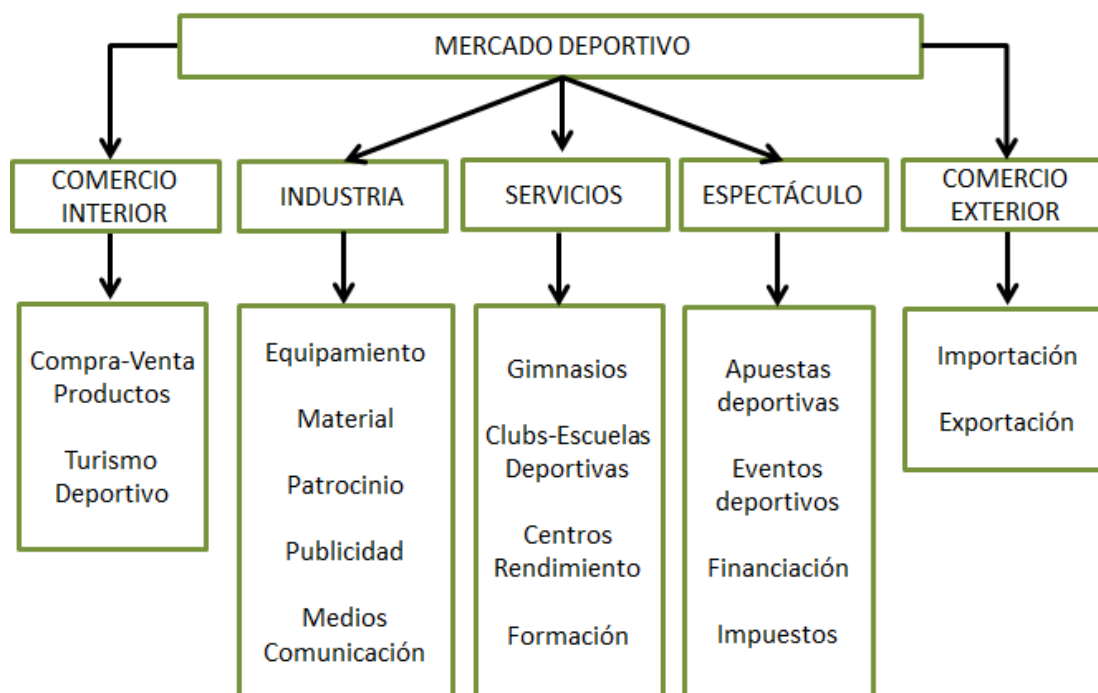 MERCADO DEPORTIVO
COMERCIO
INTERIOR
INDUSTRIA
SERVICIOS
ESPECTÁCULO
COMERCIO
EXTERIOR
Compra-Venta
Productos
Turismo
Deportivo
Equipamiento
Material
Patrocinio
Publicidad
Medios
Comunicación
Gimnasios
Clubs-Escuelas
Deportivas
Centros
Rendimiento
Formación
Apuestas
deportivas
Eventos
deportivos
Financiación
Impuestos
Importación
Exportación